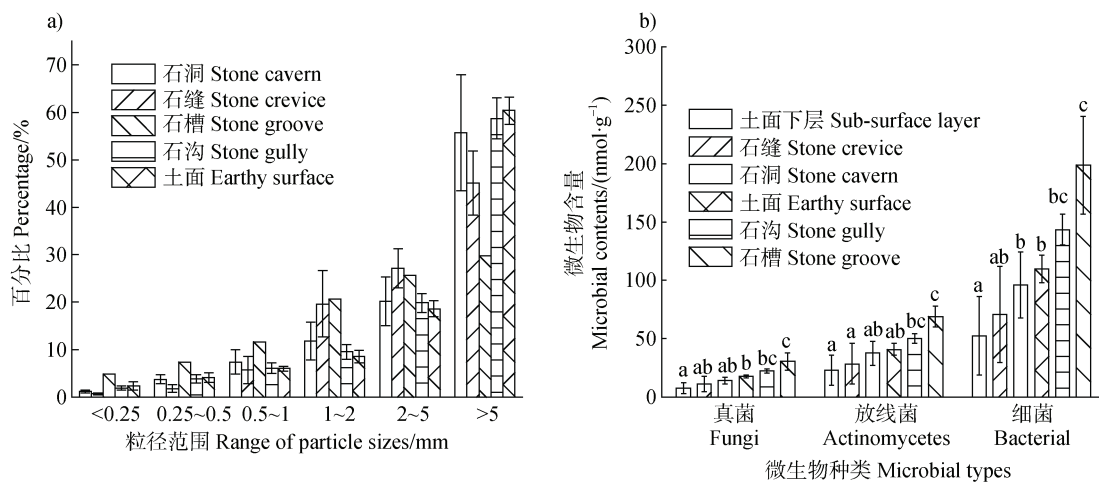 a)
百分比 Percentage/%
70
60
50
40
30
20
10
0
石洞 Stone cavern
石缝 Stone crevice
石槽 Stone groove
石沟 Stone gully
土面 Earthy surface
<0.25 0.25~0.5 0.5~1 1~2 2~5 >5
粒径范围 Range of particle sizes/mm
b)
微生物含量
Microbial contents/(nmol·g⁻¹)
300
250
200
150
100
50
0
土面下层 Sub-surface layer
石缝 Stone crevice
石洞 Stone cavern
土面 Earthy surface
石沟 Stone gully
石槽 Stone groove
a ab ab b bc c
a a ab ab bc c
a ab b b bc c
真菌 放线菌 细菌
Fungi Actinomycetes Bacterial
微生物种类 Microbial types